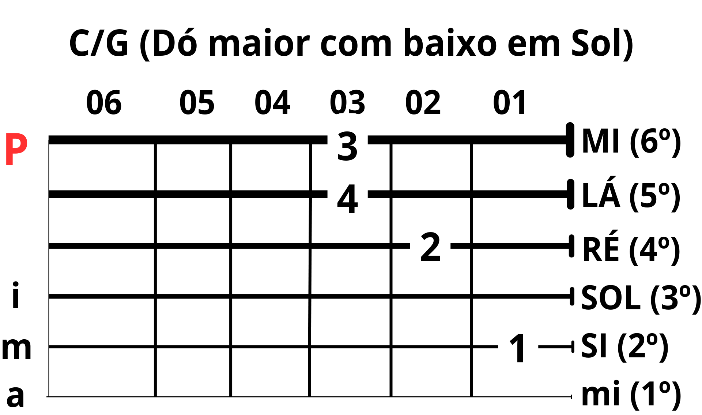 C/G (Dó maior com baixo em Sol)
06 05 04 03 02 01
P 3 MI (6º)
4 LÁ (5º)
2 RÉ (4º)
i SOL (3º)
m 1 SI (2º)
a mi (1º)